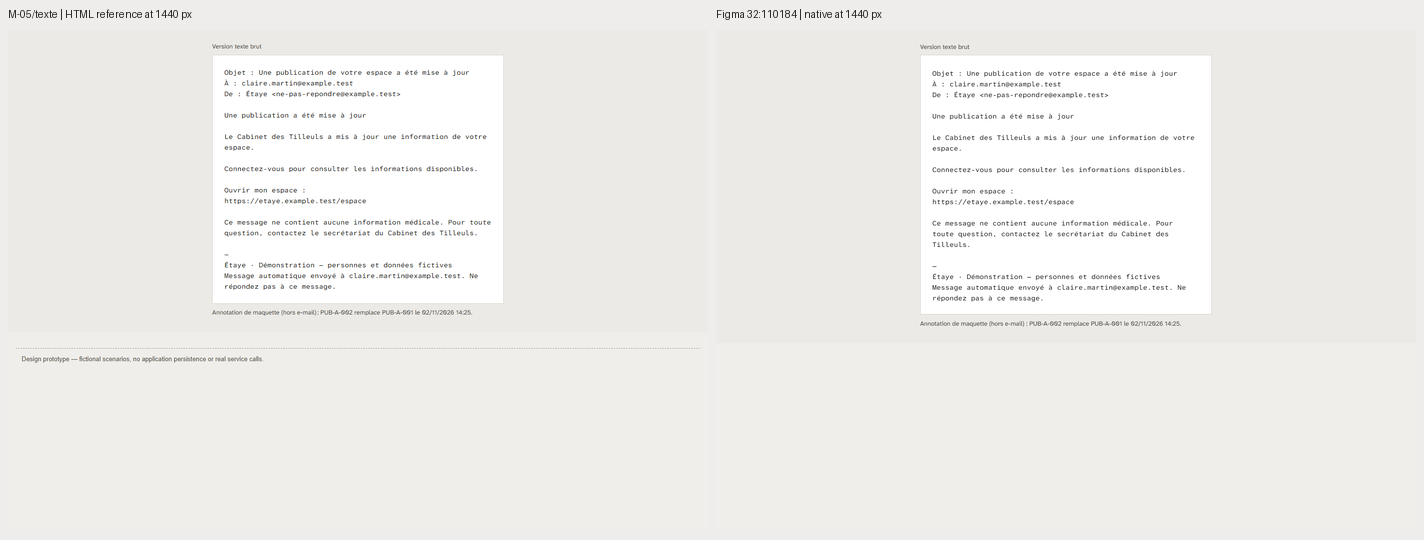 M-05/texte | HTML reference at 1440 px
Version texte brut
Objet : Une publication de votre espace a été mise à jour
À : claire.martin@example.test
De : Étaye <ne-pas-repondre@example.test>
Une publication a été mise à jour
Le Cabinet des Tilleuls a mis à jour une information de votre
espace.
Connectez-vous pour consulter les informations disponibles.
Ouvrir mon espace :
https://etaye.example.test/espace
Ce message ne contient aucune information médicale. Pour toute
question, contactez le secrétariat du Cabinet des Tilleuls.
—
Étaye · Démonstration — personnes et données fictives
Message automatique envoyé à claire.martin@example.test. Ne
répondez pas à ce message.
Annotation de maquette (hors e-mail) : PUB-A-002 remplace PUB-A-001 le 02/11/2026 14:25.
Design prototype — fictional scenarios, no application persistence or real service calls.
Figma 32:110184 | native at 1440 px
Version texte brut
Objet : Une publication de votre espace a été mise à jour
À : claire.martin@example.test
De : Étaye <ne-pas-repondre@example.test>
Une publication a été mise à jour
Le Cabinet des Tilleuls a mis à jour une information de votre
espace.
Connectez-vous pour consulter les informations disponibles.
Ouvrir mon espace :
https://etaye.example.test/espace
Ce message ne contient aucune information médicale. Pour
toute question, contactez le secrétariat du Cabinet des
Tilleuls.
—
Étaye · Démonstration — personnes et données fictives
Message automatique envoyé à claire.martin@example.test. Ne
répondez pas à ce message.
Annotation de maquette (hors e-mail) : PUB-A-002 remplace PUB-A-001 le 02/11/2026 14:25.